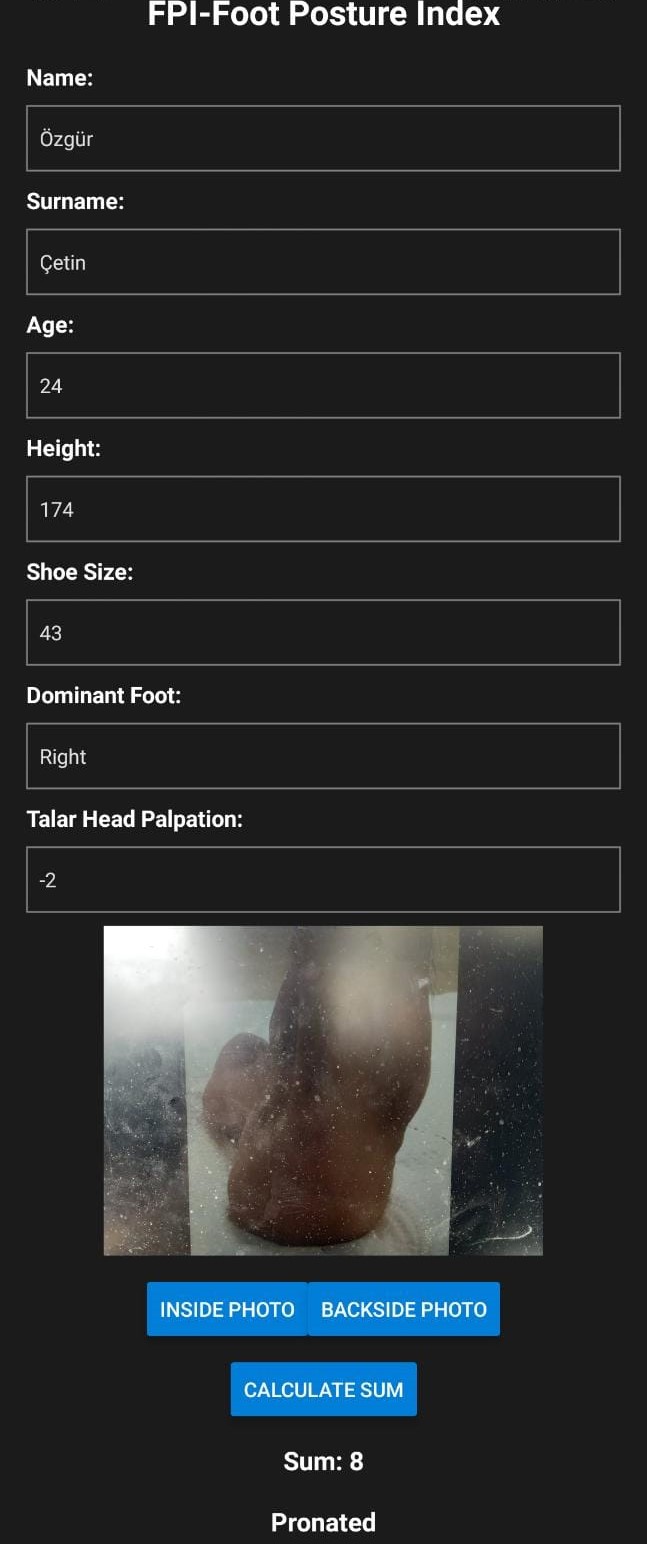 FPI-Foot Posture Index
Name:
Özgür
Surname:
Çetin
Age:
24
Height:
174
Shoe Size:
43
Dominant Foot:
Right
Talar Head Palpation:
-2
INSIDE PHOTO BACKSIDE PHOTO
CALCULATE SUM
Sum: 8
Pronated